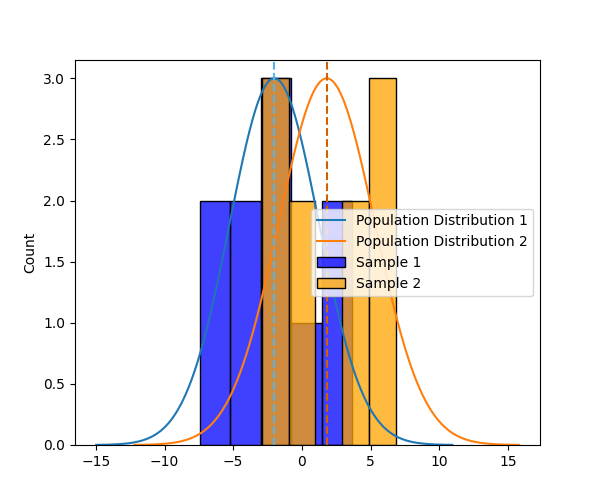 3.0
2.5
2.0
1.5
1.0
0.5
0.0
Count
Population Distribution 1
Population Distribution 2
Sample 1
Sample 2
−15 −10 −5 0 5 10 15